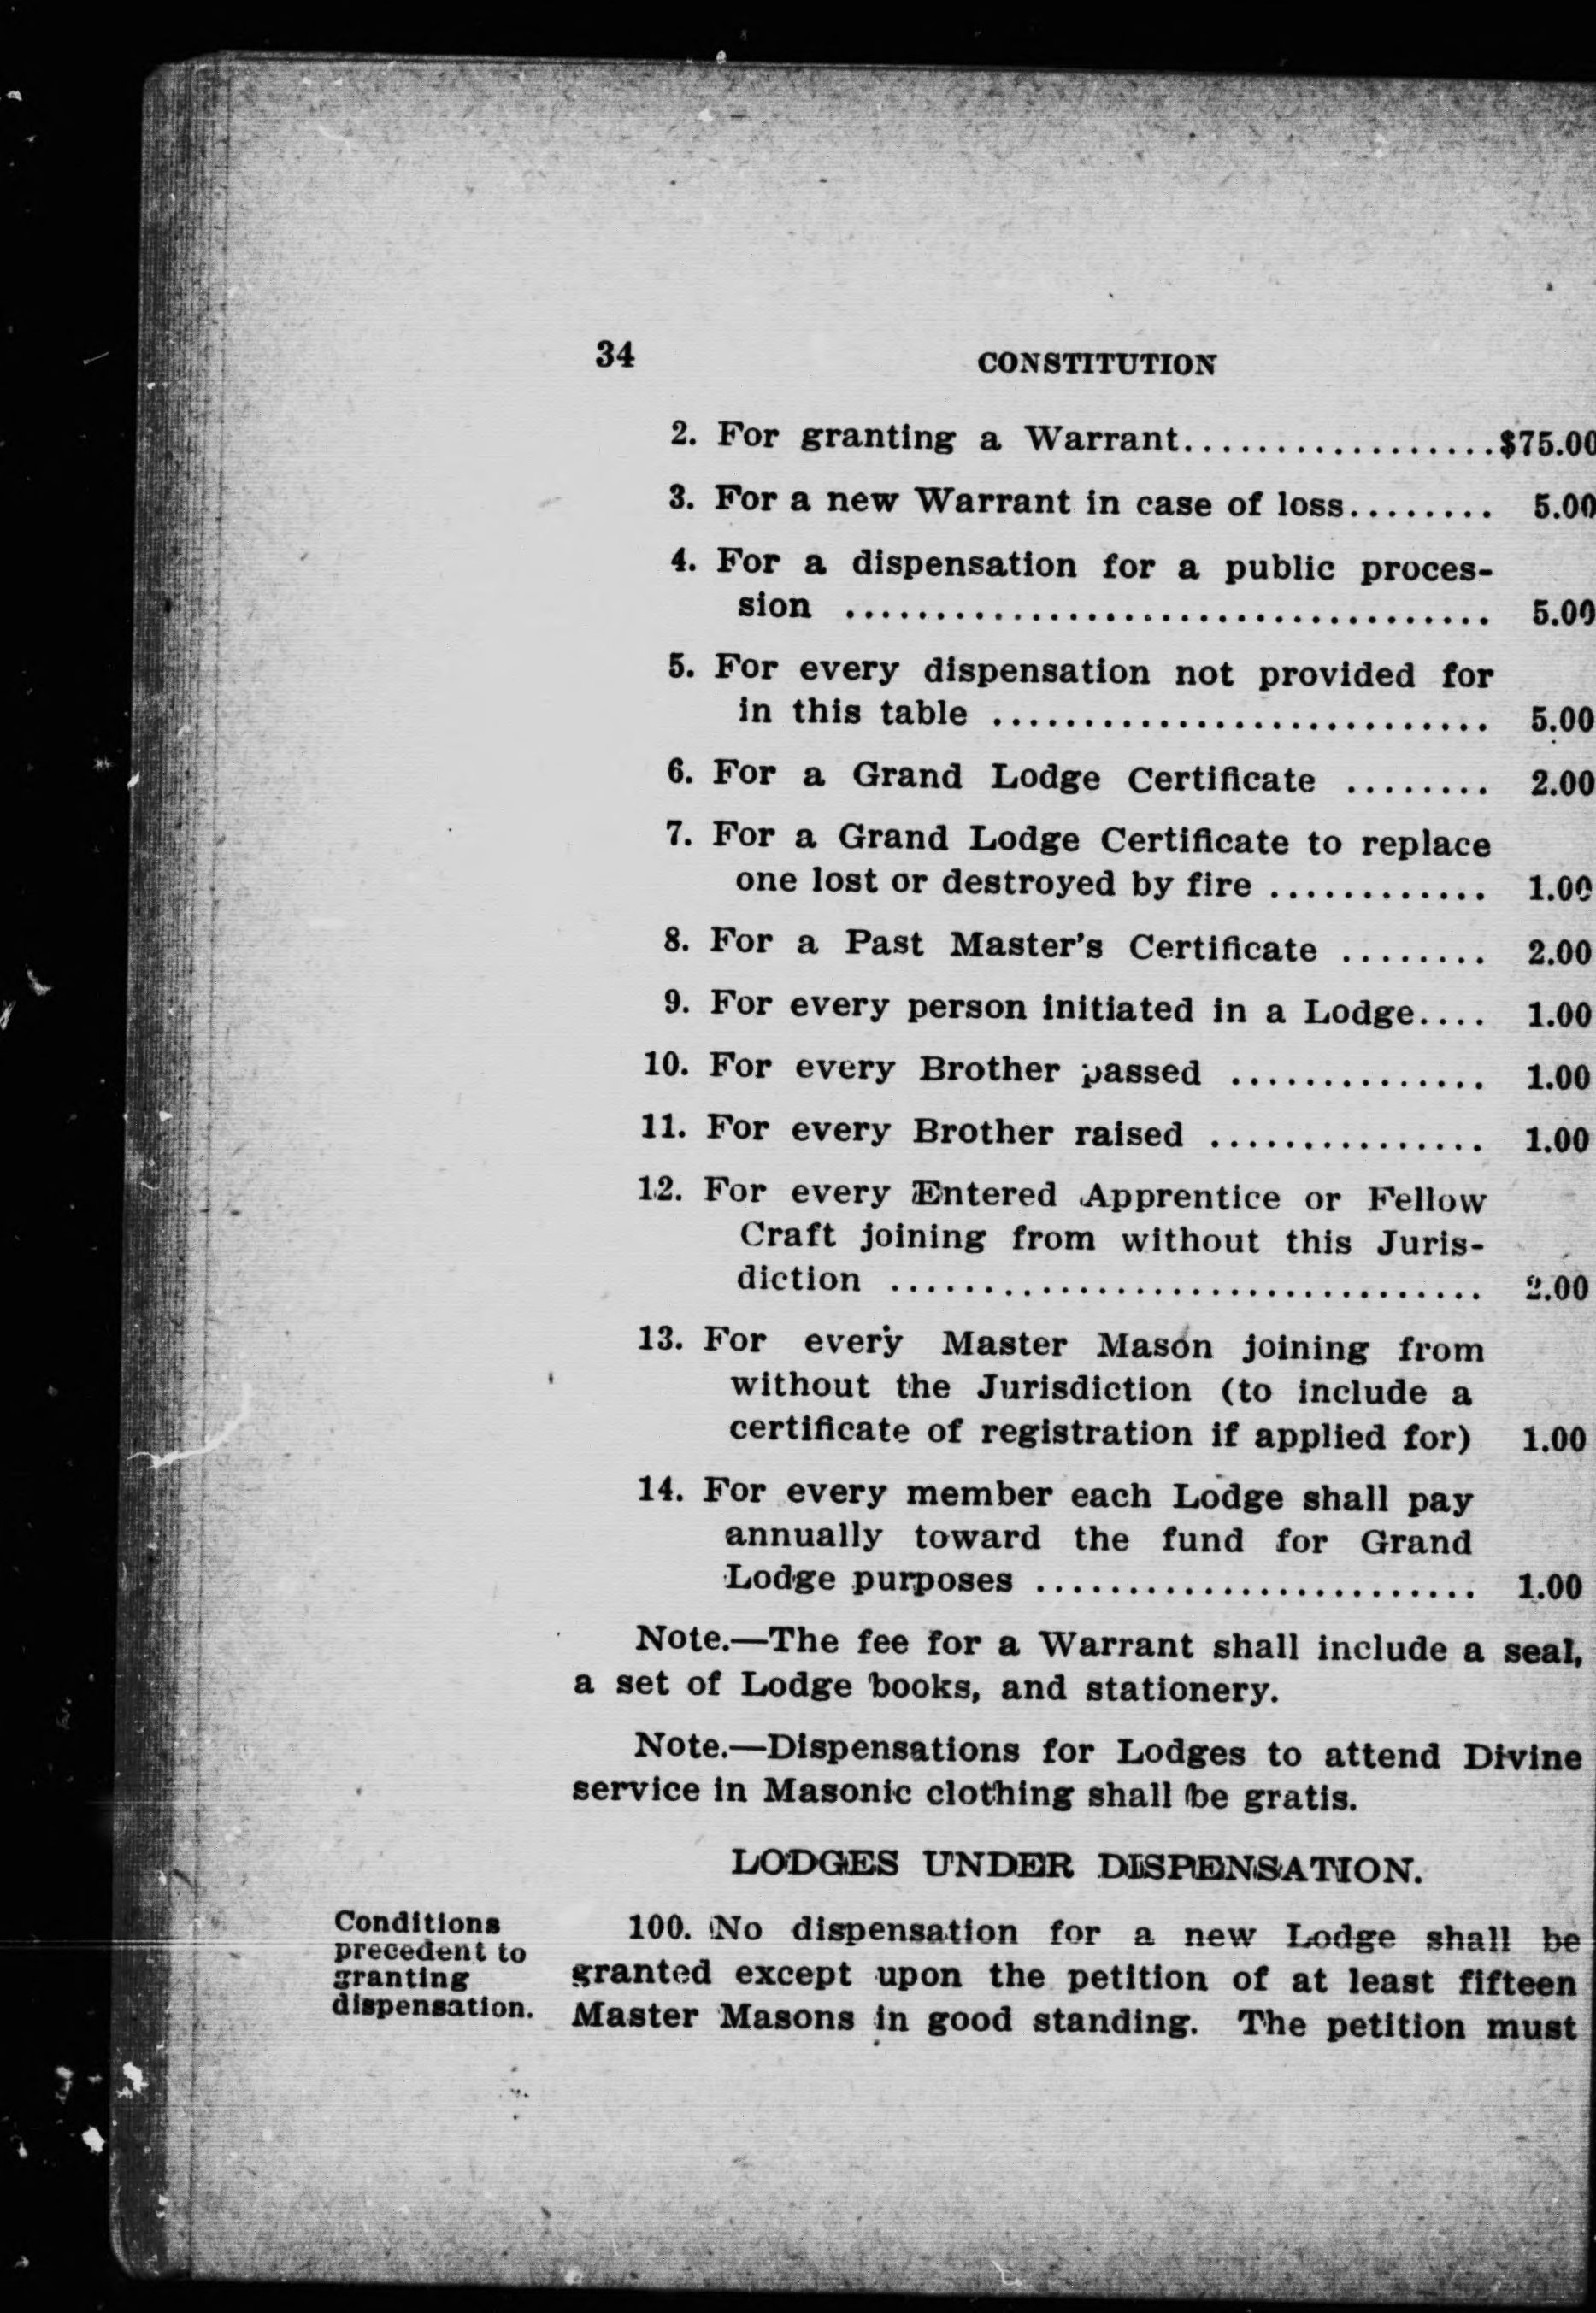 34
CONSTITUTION
2. For granting a Warrant..................$75.00
3. For a new Warrant in case of loss........ 5.00
4. For a dispensation for a public proces-
sion ................................... 5.00
5. For every dispensation not provided for
in this table ........................... 5.00
6. For a Grand Lodge Certificate ........ 2.00
7. For a Grand Lodge Certificate to replace
one lost or destroyed by fire ............ 1.00
8. For a Past Master's Certificate ........ 2.00
9. For every person initiated in a Lodge.... 1.00
10. For every Brother passed .............. 1.00
11. For every Brother raised ............... 1.00
12. For every Entered Apprentice or Fellow
Craft joining from without this Juris-
diction ................................ 2.00
13. For every Master Mason joining from
without the Jurisdiction (to include a
certificate of registration if applied for) 1.00
14. For every member each Lodge shall pay
annually toward the fund for Grand
Lodge purposes ........................ 1.00
Note.—The fee for a Warrant shall include a seal,
a set of Lodge books, and stationery.
Note.—Dispensations for Lodges to attend Divine
service in Masonic clothing shall be gratis.
LODGES UNDER DISPENSATION.
Conditions
precedent to
granting
dispensation.
100. No dispensation for a new Lodge shall be
granted except upon the petition of at least fifteen
Master Masons in good standing. The petition must